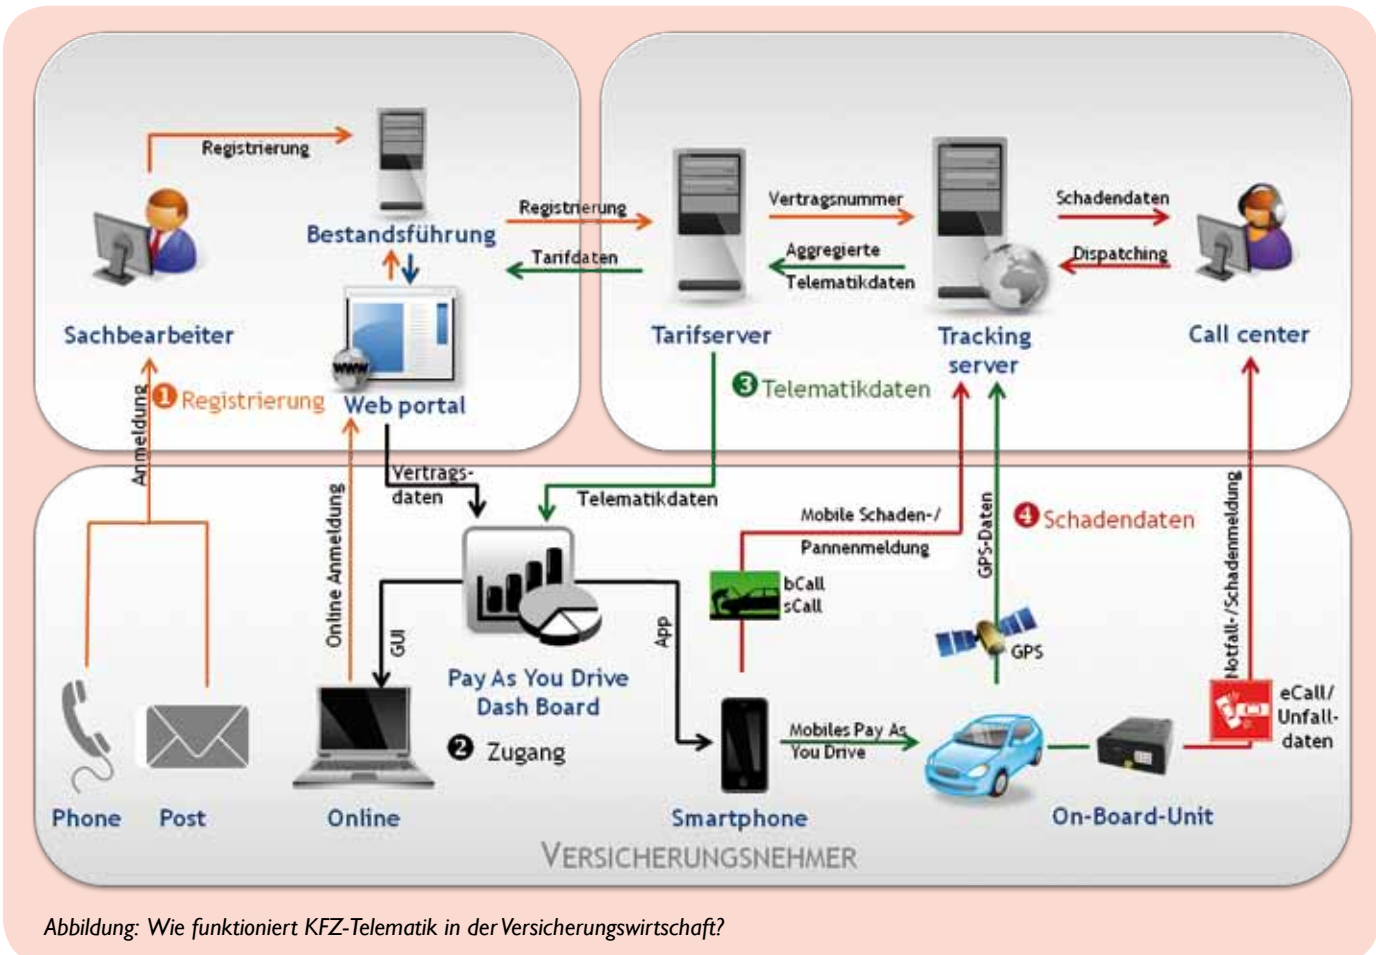 Registrierung
Bestandsführung
Sachbearbeiter
www
Web portal
❶ Registrierung
Anmeldung
Registrierung
Tarifdaten
Vertragsnummer
Aggregierte
Telematikdaten
Schadendaten
Dispatching
Tarifserver
Tracking
server
Call center
❸ Telematikdaten
Vertrags-
daten
Telematikdaten
Online Anmeldung
Mobile Schaden-/
Pannenmeldung
GPS-Daten
❹ Schadendaten
Notfall-/Schadenmeldung
bCall
sCall
GUI
App
GPS
Pay As You Drive
Dash Board
❷ Zugang
Mobiles Pay As
You Drive
eCall/
Unfall-
daten
Phone
Post
Online
Smartphone
On-Board-Unit
VERSICHERUNGSNEHMER
Abbildung: Wie funktioniert KFZ-Telematik in der Versicherungswirtschaft?